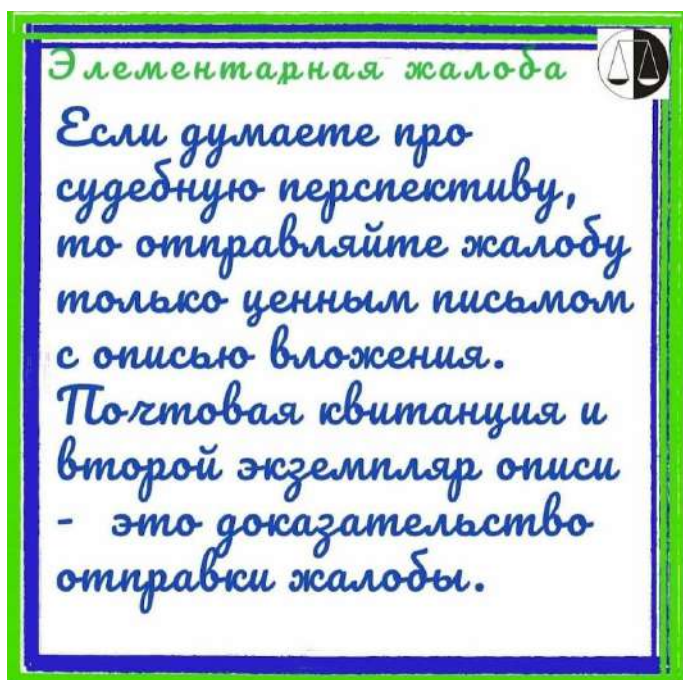 Элементарная жалоба
Если думаете про
судебную перспективу,
то отправляйте жалобу
только ценным письмом
с описью вложения.
Почтовая квитанция и
второй экземпляр описи
- это доказательство
отправки жалобы.